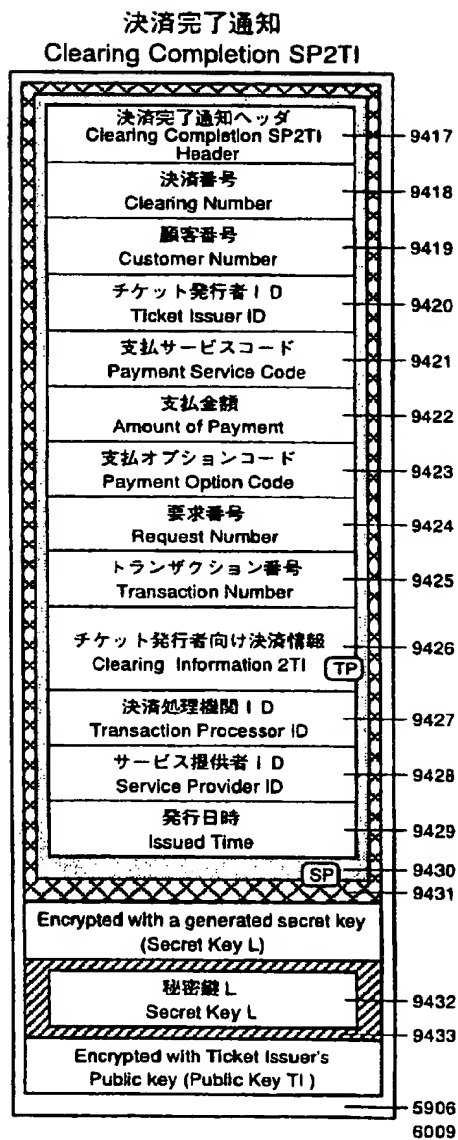 決済完了通知
Clearing Completion SP2TI
決済完了通知ヘッダ
Clearing Completion SP2TI
Header
9417
決済番号
Clearing Number
9418
顧客番号
Customer Number
9419
チケット発行者ID
Ticket Issuer ID
9420
支払サービスコード
Payment Service Code
9421
支払金額
Amount of Payment
9422
支払オプションコード
Payment Option Code
9423
要求番号
Request Number
9424
トランザクション番号
Transaction Number
9425
チケット発行者向け決済情報
Clearing Information 2TI
TP
9426
決済処理機関ID
Transaction Processor ID
9427
サービス提供者ID
Service Provider ID
9428
発行日時
Issued Time
9429
SP
9430
9431
Encrypted with a generated secret key
(Secret Key L)
秘密鍵L
Secret Key L
9432
9433
Encrypted with Ticket Issuer's
Public key (Public Key TI)
5906
6009